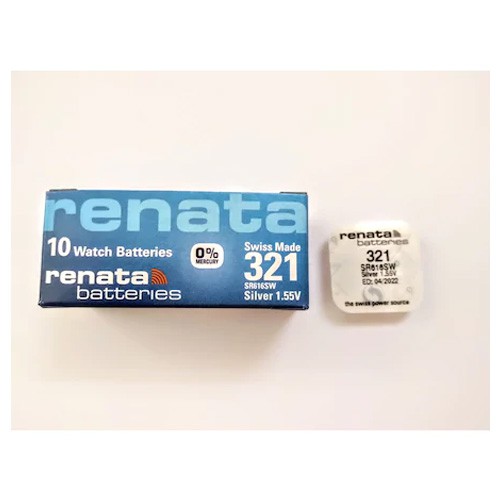 renata
10 Watch Batteries
0%
MERCURY
Swiss Made
321
SR616SW
Silver 1.55V
renata
batteries
renata
batteries
321
SR616SW
Silver 1.55V
ED: 04/2022
the swiss power source